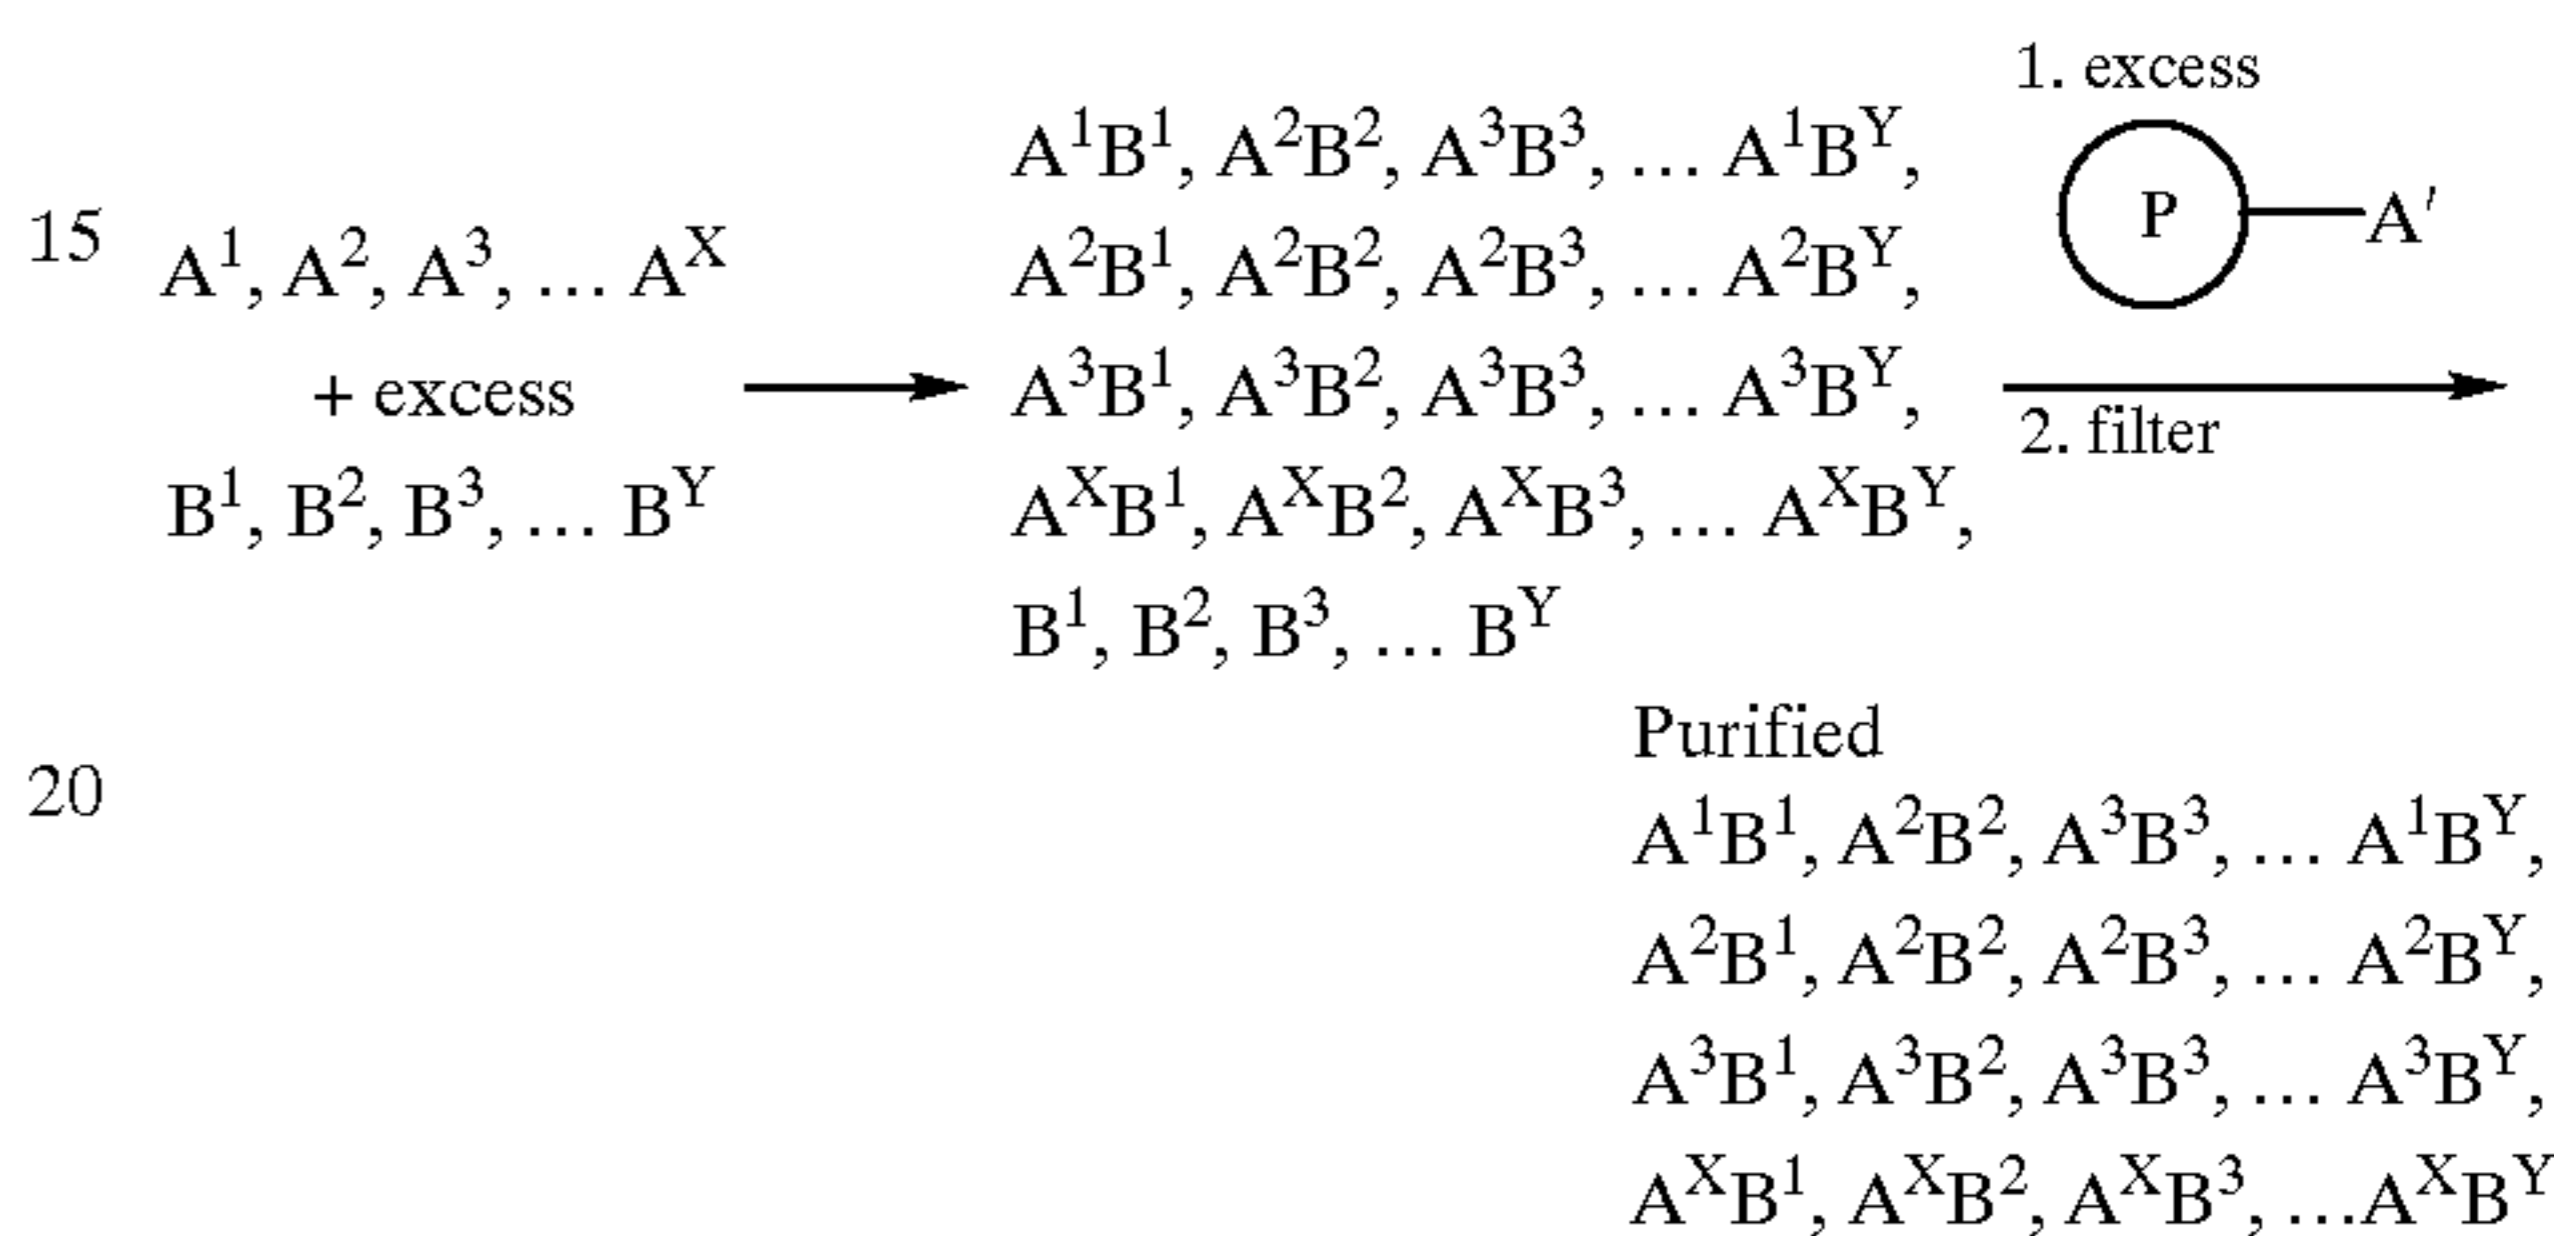 1. excess
A¹B¹, A²B², A³B³, ... A¹Bʸ,
P A′
15 A¹, A², A³, ... Aˣ
A²B¹, A²B², A²B³, ... A²Bʸ,
+ excess
A³B¹, A³B², A³B³, ... A³Bʸ,
2. filter
B¹, B², B³, ... Bʸ
AˣB¹, AˣB², AˣB³, ... AˣBʸ,
B¹, B², B³, ... Bʸ
Purified
20
A¹B¹, A²B², A³B³, ... A¹Bʸ,
A²B¹, A²B², A²B³, ... A²Bʸ,
A³B¹, A³B², A³B³, ... A³Bʸ,
AˣB¹, AˣB², AˣB³, ...AˣBʸ